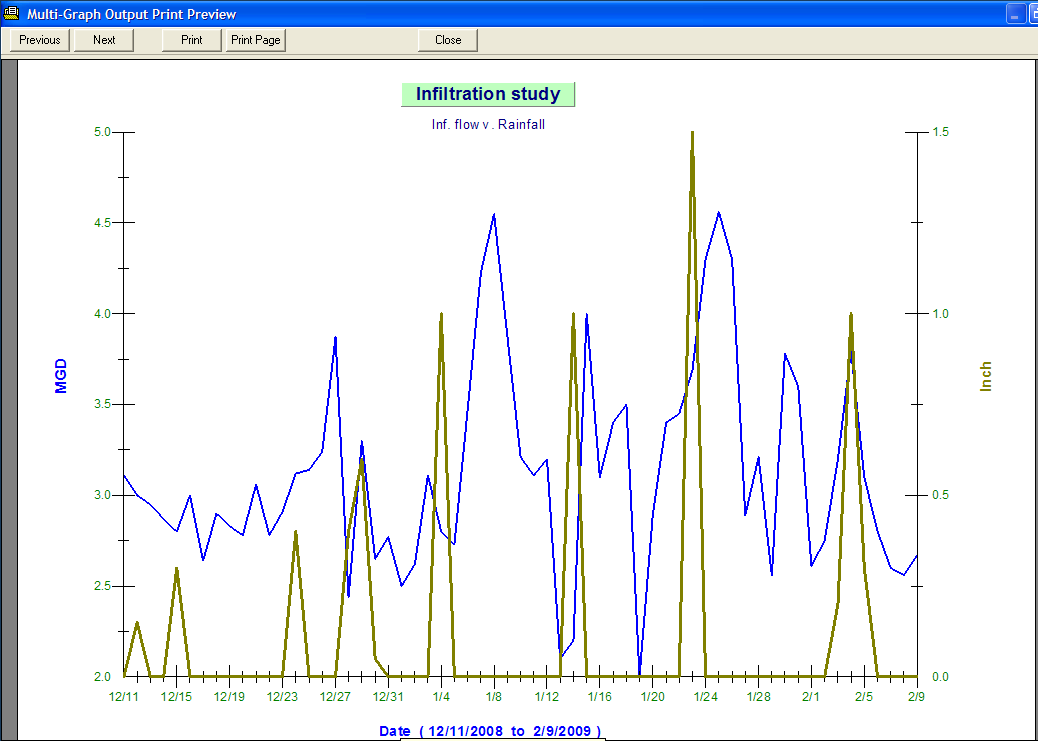 Multi-Graph Output Print Preview
Previous Next Print Print Page Close
Infiltration study
Inf. flow v. Rainfall
5.0 1.5
4.5
4.0 1.0
MGD Inch
3.5
3.0 0.5
2.5
2.0 0.0
12/11 12/15 12/19 12/23 12/27 12/31 1/4 1/8 1/12 1/16 1/20 1/24 1/28 2/1 2/5 2/9
Date ( 12/11/2008 to 2/9/2009 )